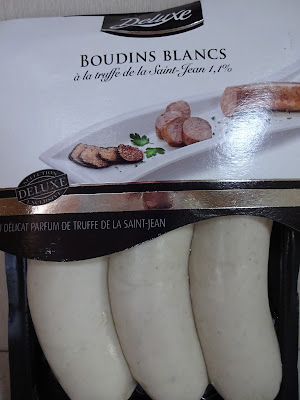 Deluxe
BOUDINS BLANCS
à la truffe de la Saint-Jean 1,1%
SÉLECTION
DELUXE
DÉLICAT PARFUM DE TRUFFE DE LA SAINT-JEAN